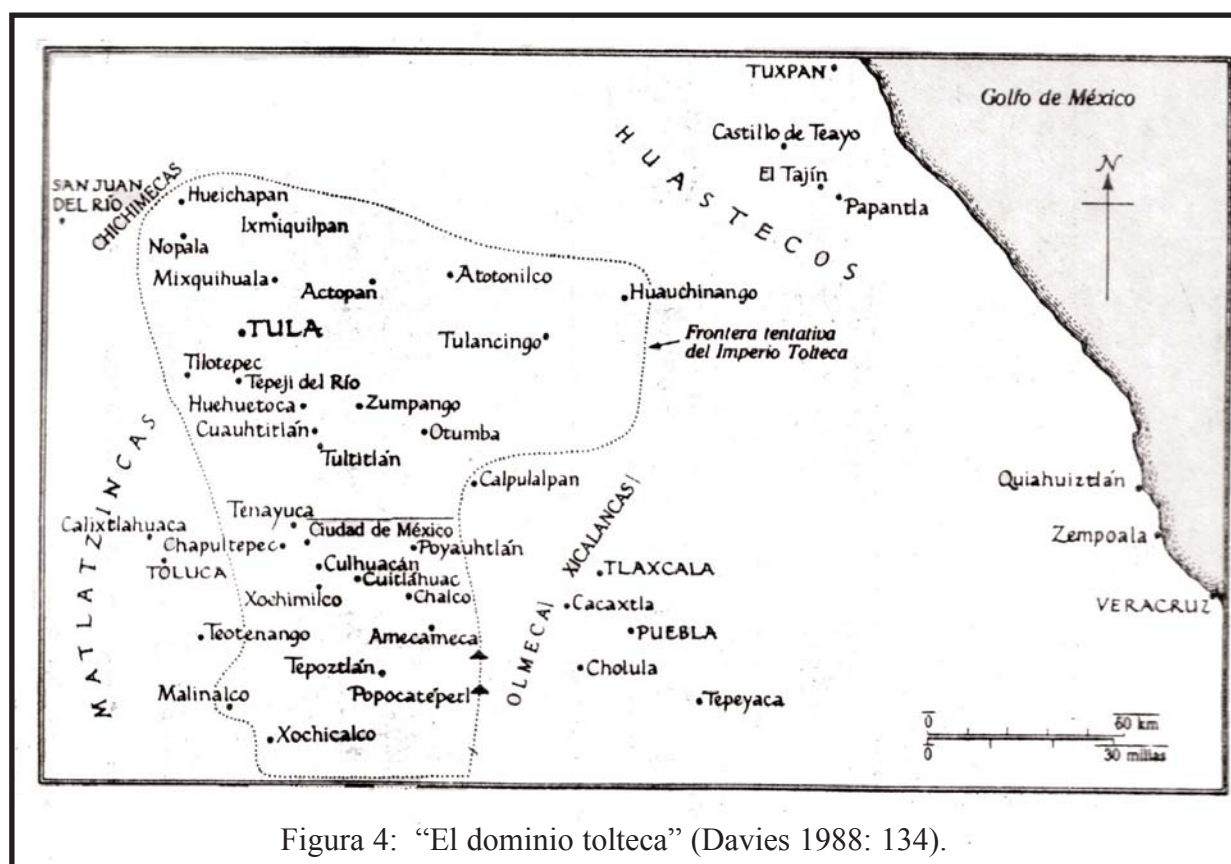 TUXPAN
Golfo de México
HUASTECOS
Castillo de Teayo
El Tajín
Papantla
N
SAN JUAN
DEL RÍO
CHICHIMECAS
Hueichapan
Ixmiquilpan
Nopala
Mixquihuala
Actopan
Atotonilco
Huauchinango
TULA
Tulancingo
Frontera tentativa
del Imperio Tolteca
Tilotepec
Tepeji del Río
Huehuetoca
Zumpango
Cuauhtitlán
Otumba
Tultitlán
MATLATZINCAS
Calpulalpan
Quiahuiztlán
Tenayuca
Ciudad de México
Calixtlahuaca
Chapultepec
Poyauhtlán
OLMECA XICALANCAS
Zempoala
TOLUCA
Culhuacán
Cuitláhuac
TLAXCALA
Xochimilco
Chalco
Cacaxtla
VERACRUZ
Teotenango
Amecameca
PUEBLA
Tepoztlán
Cholula
Malinalco
Popocatépetl
Tepeyaca
Xochicalco
0 60 km
0 30 millas
Figura 4: “El dominio tolteca” (Davies 1988: 134).